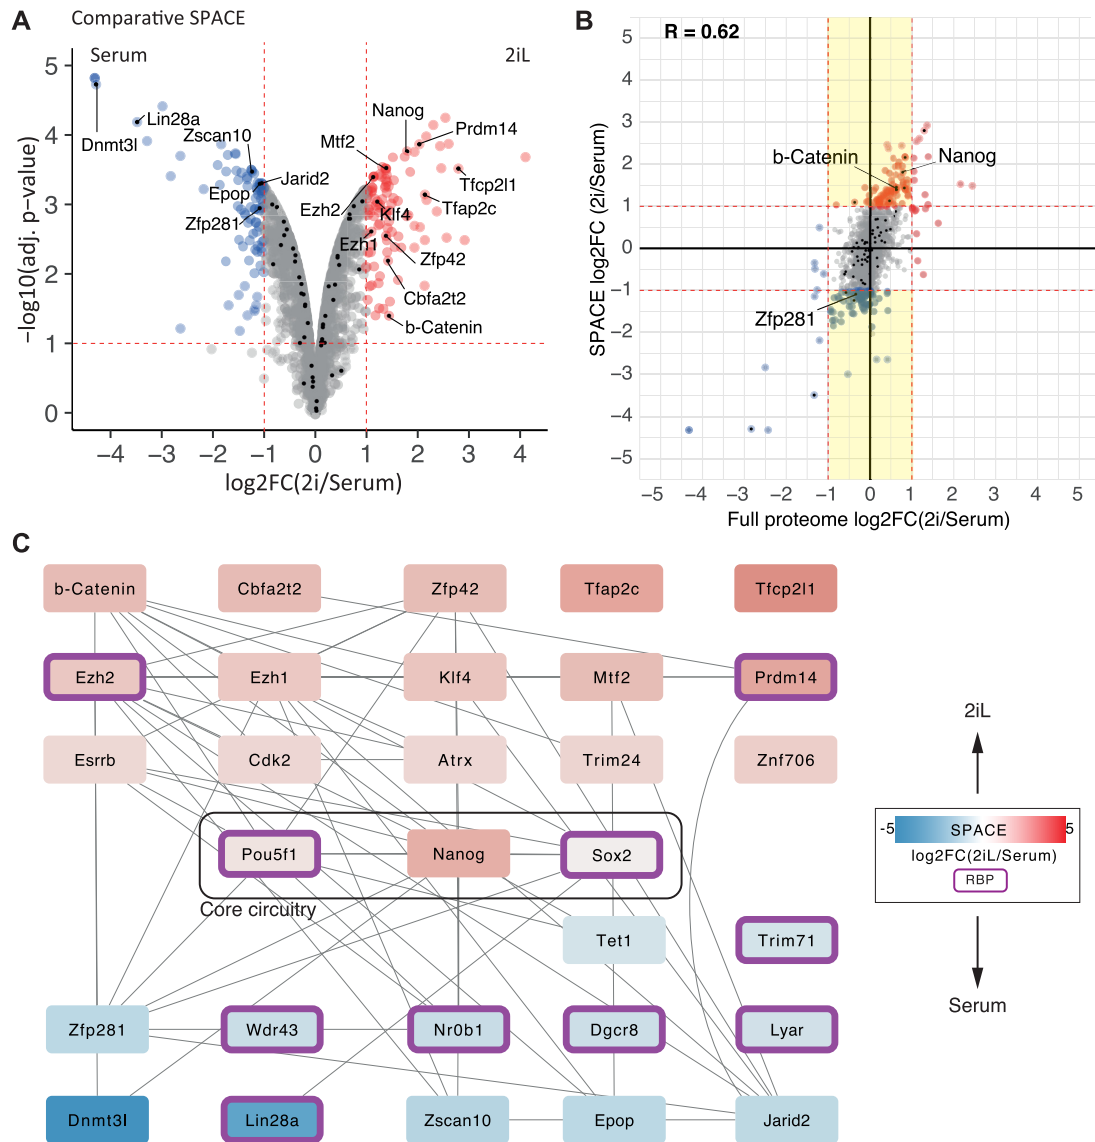 A
Comparative SPACE
Serum
2iL
Dnmt3l
Lin28a
Zscan10
Jarid2
Epop
Zfp281
Nanog
Prdm14
Mtf2
Tfcp2l1
Tfap2c
Ezh2
Klf4
Ezh1
Zfp42
Cbfa2t2
b-Catenin
−log10(adj. p-value)
5
4
3
2
1
0
−4
−3
−2
−1
0
1
2
3
4
log2FC(2i/Serum)
B
R = 0.62
b-Catenin
Nanog
Zfp281
SPACE log2FC (2i/Serum)
5
4
3
2
1
0
−1
−2
−3
−4
−5
−5
−4
−3
−2
−1
0
1
2
3
4
5
Full proteome log2FC(2i/Serum)
C
b-Catenin
Cbfa2t2
Zfp42
Tfap2c
Tfcp2l1
Ezh2
Ezh1
Klf4
Mtf2
Prdm14
Esrrb
Cdk2
Atrx
Trim24
Znf706
Pou5f1
Nanog
Sox2
Core circuitry
Tet1
Trim71
Zfp281
Wdr43
Nr0b1
Dgcr8
Lyar
Dnmt3l
Lin28a
Zscan10
Epop
Jarid2
2iL
-5
SPACE
5
log2FC(2iL/Serum)
RBP
Serum